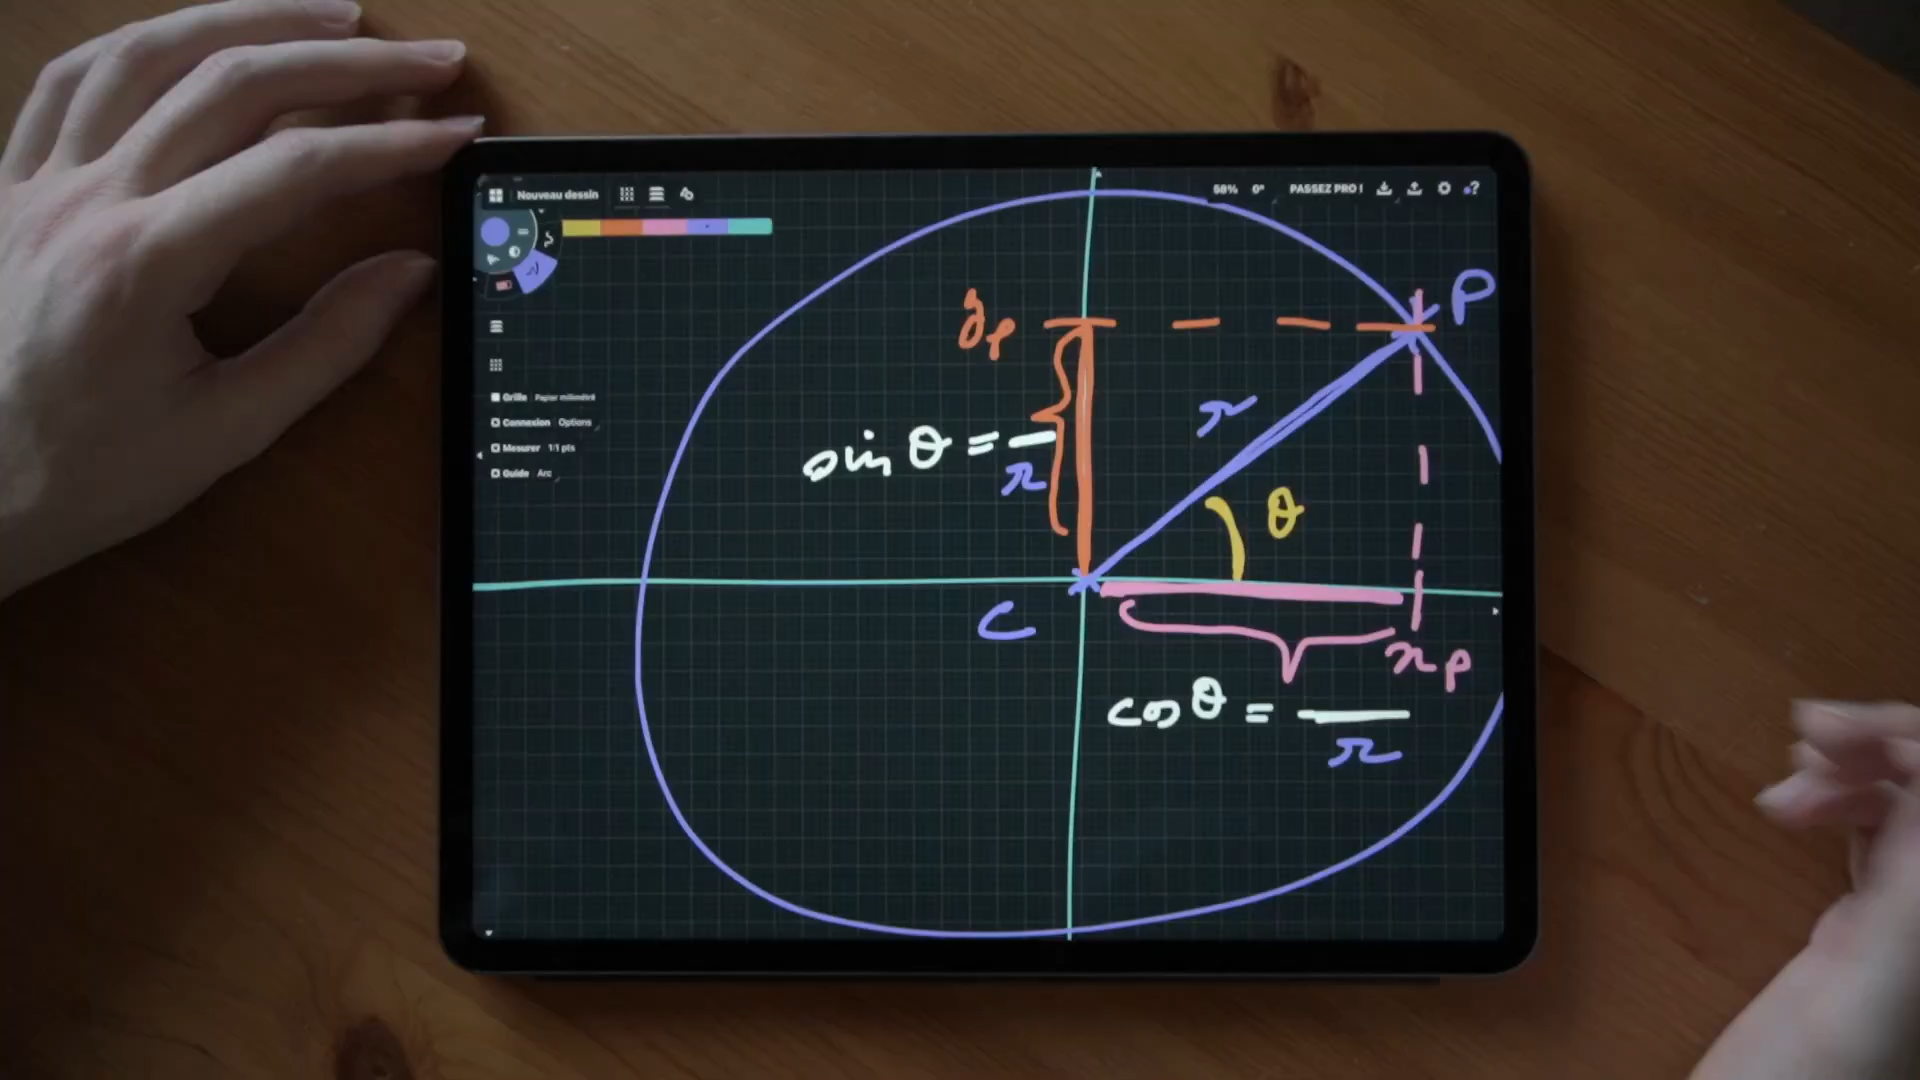 Nouveau dessin
58% 0° PASSEZ PRO ! ?
Grille Papier millimétré
Connexion Options
Mesurer 1:1 pts
Guide Arc
P
yp
r
sin θ = — r
θ
C
xp
cos θ = — r